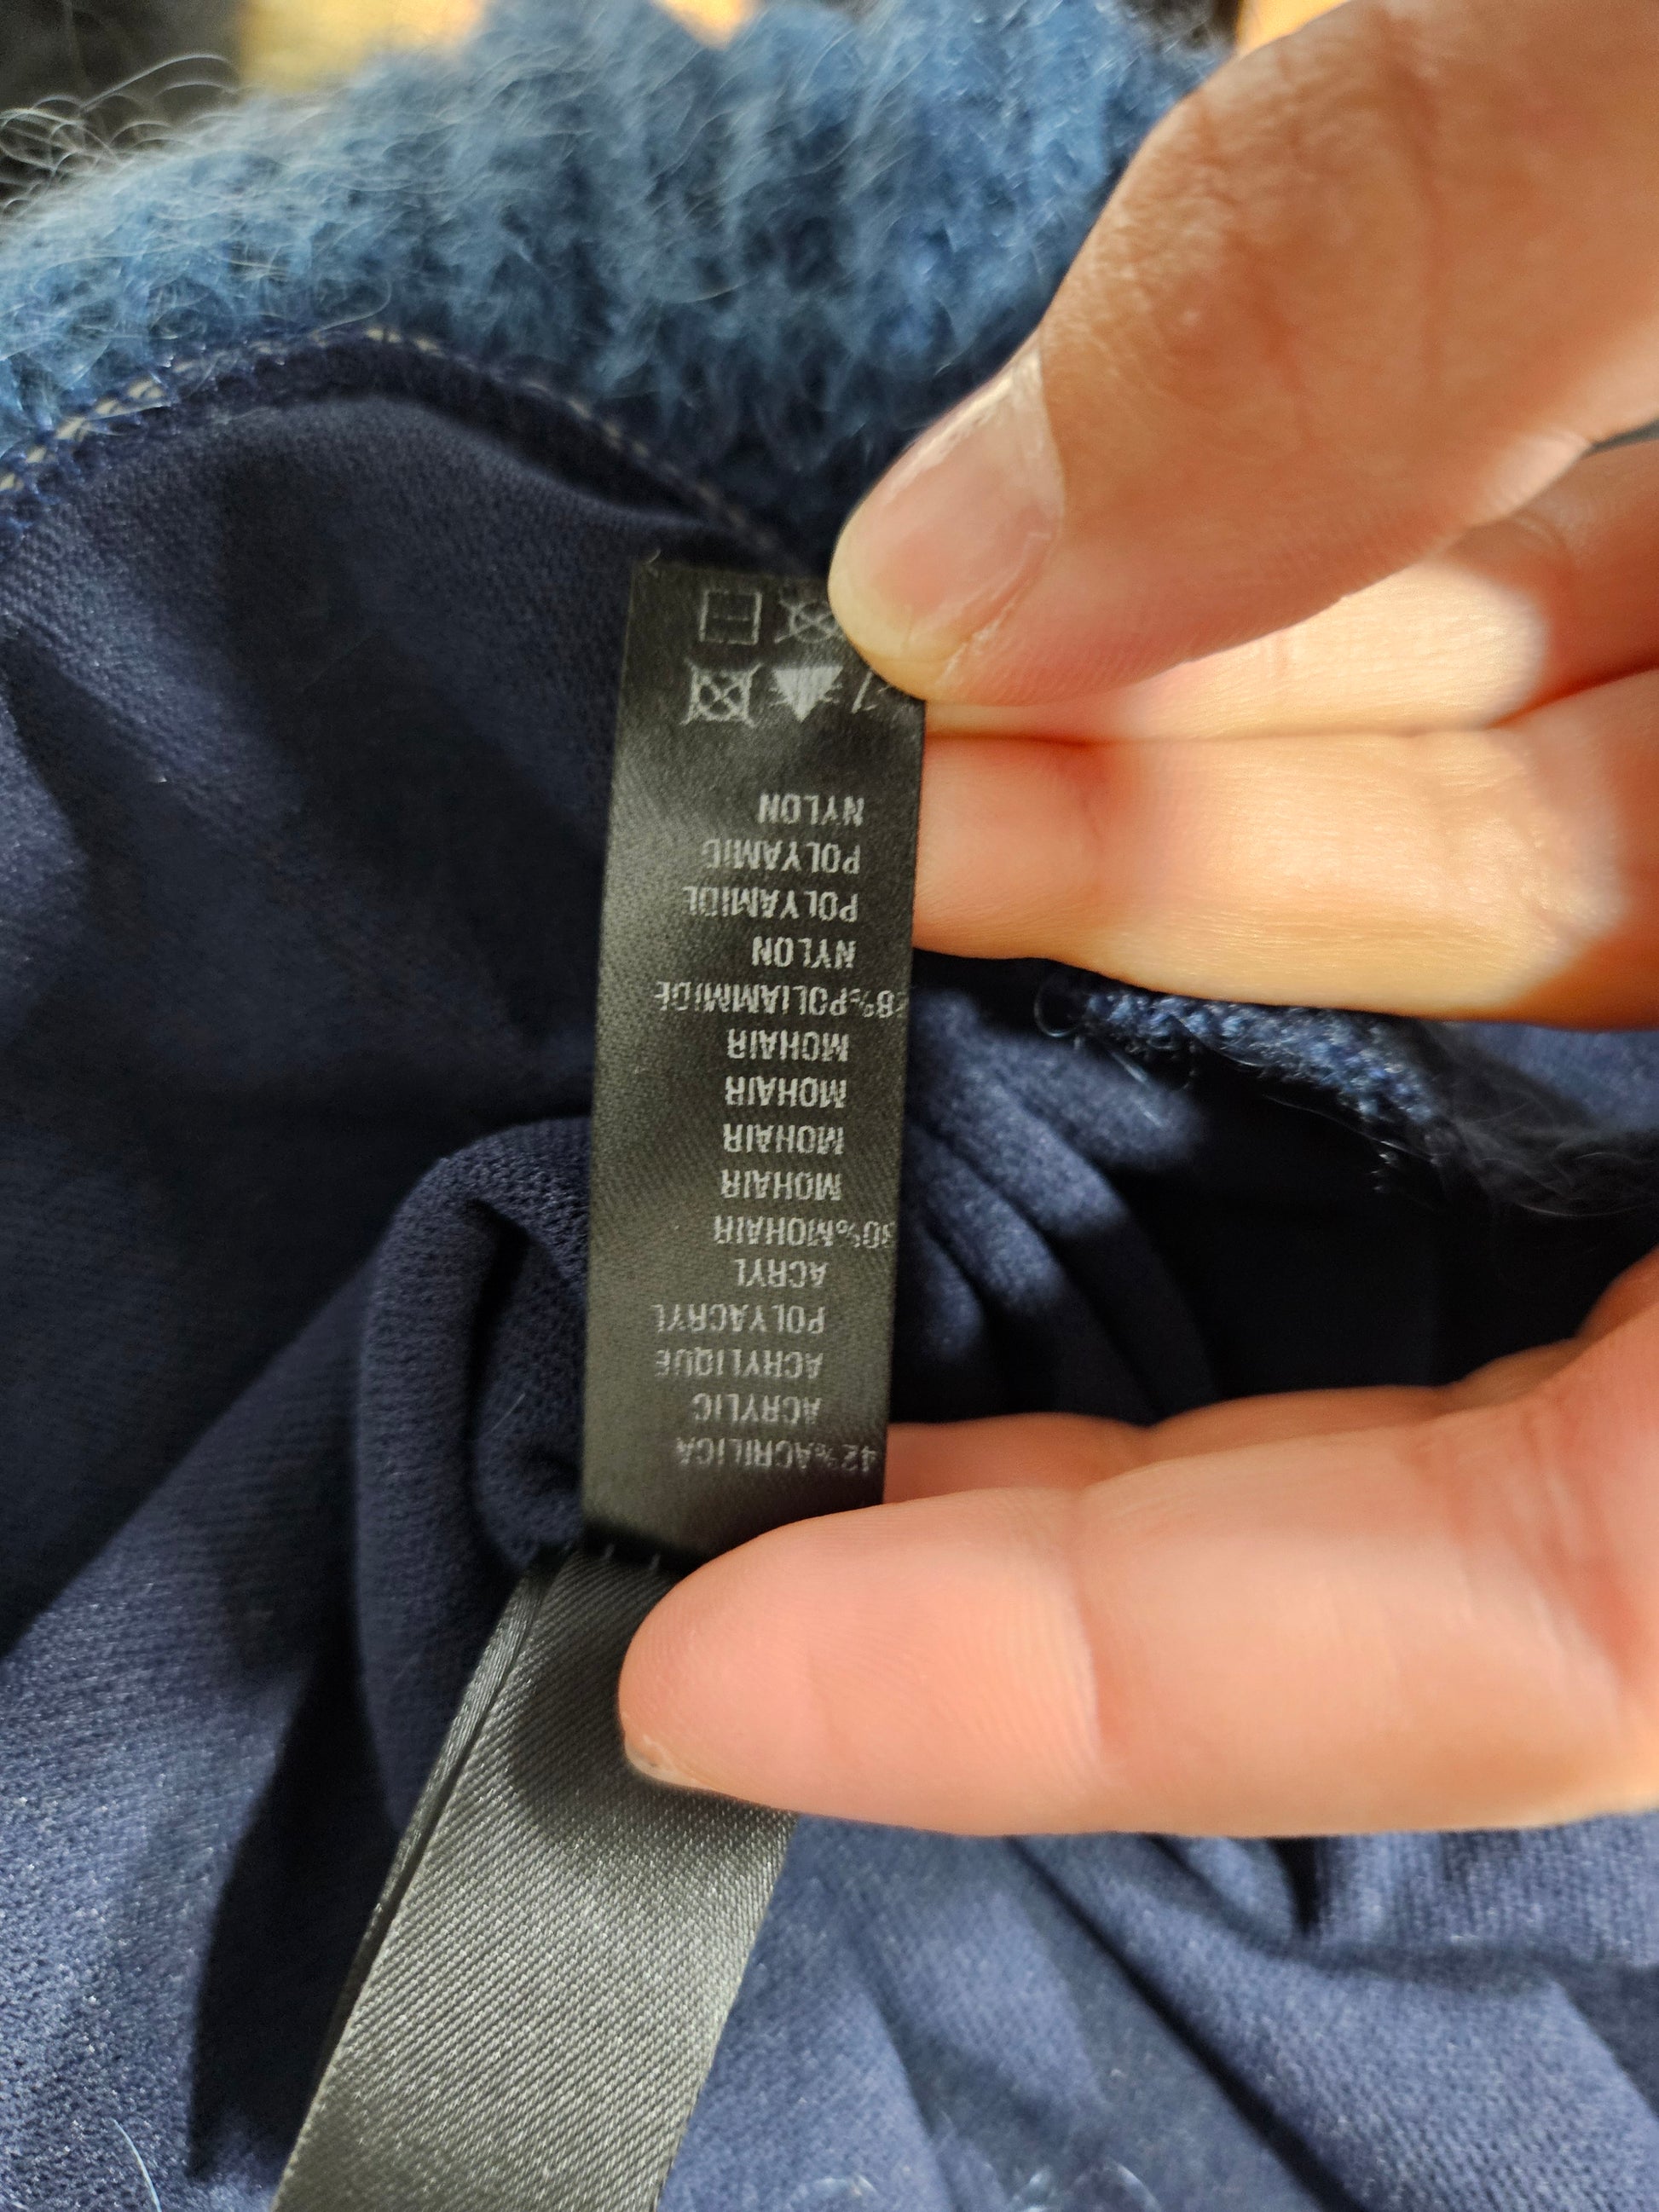 42%ACRILICA
ACRYLIC
ACRYLIQUE
POLYACRYL
ACRYL
30%MOHAIR
MOHAIR
MOHAIR
MOHAIR
MOHAIR
28%POLIAMMIDE
NYLON
POLYAMIDE
POLYAMID
NYLON